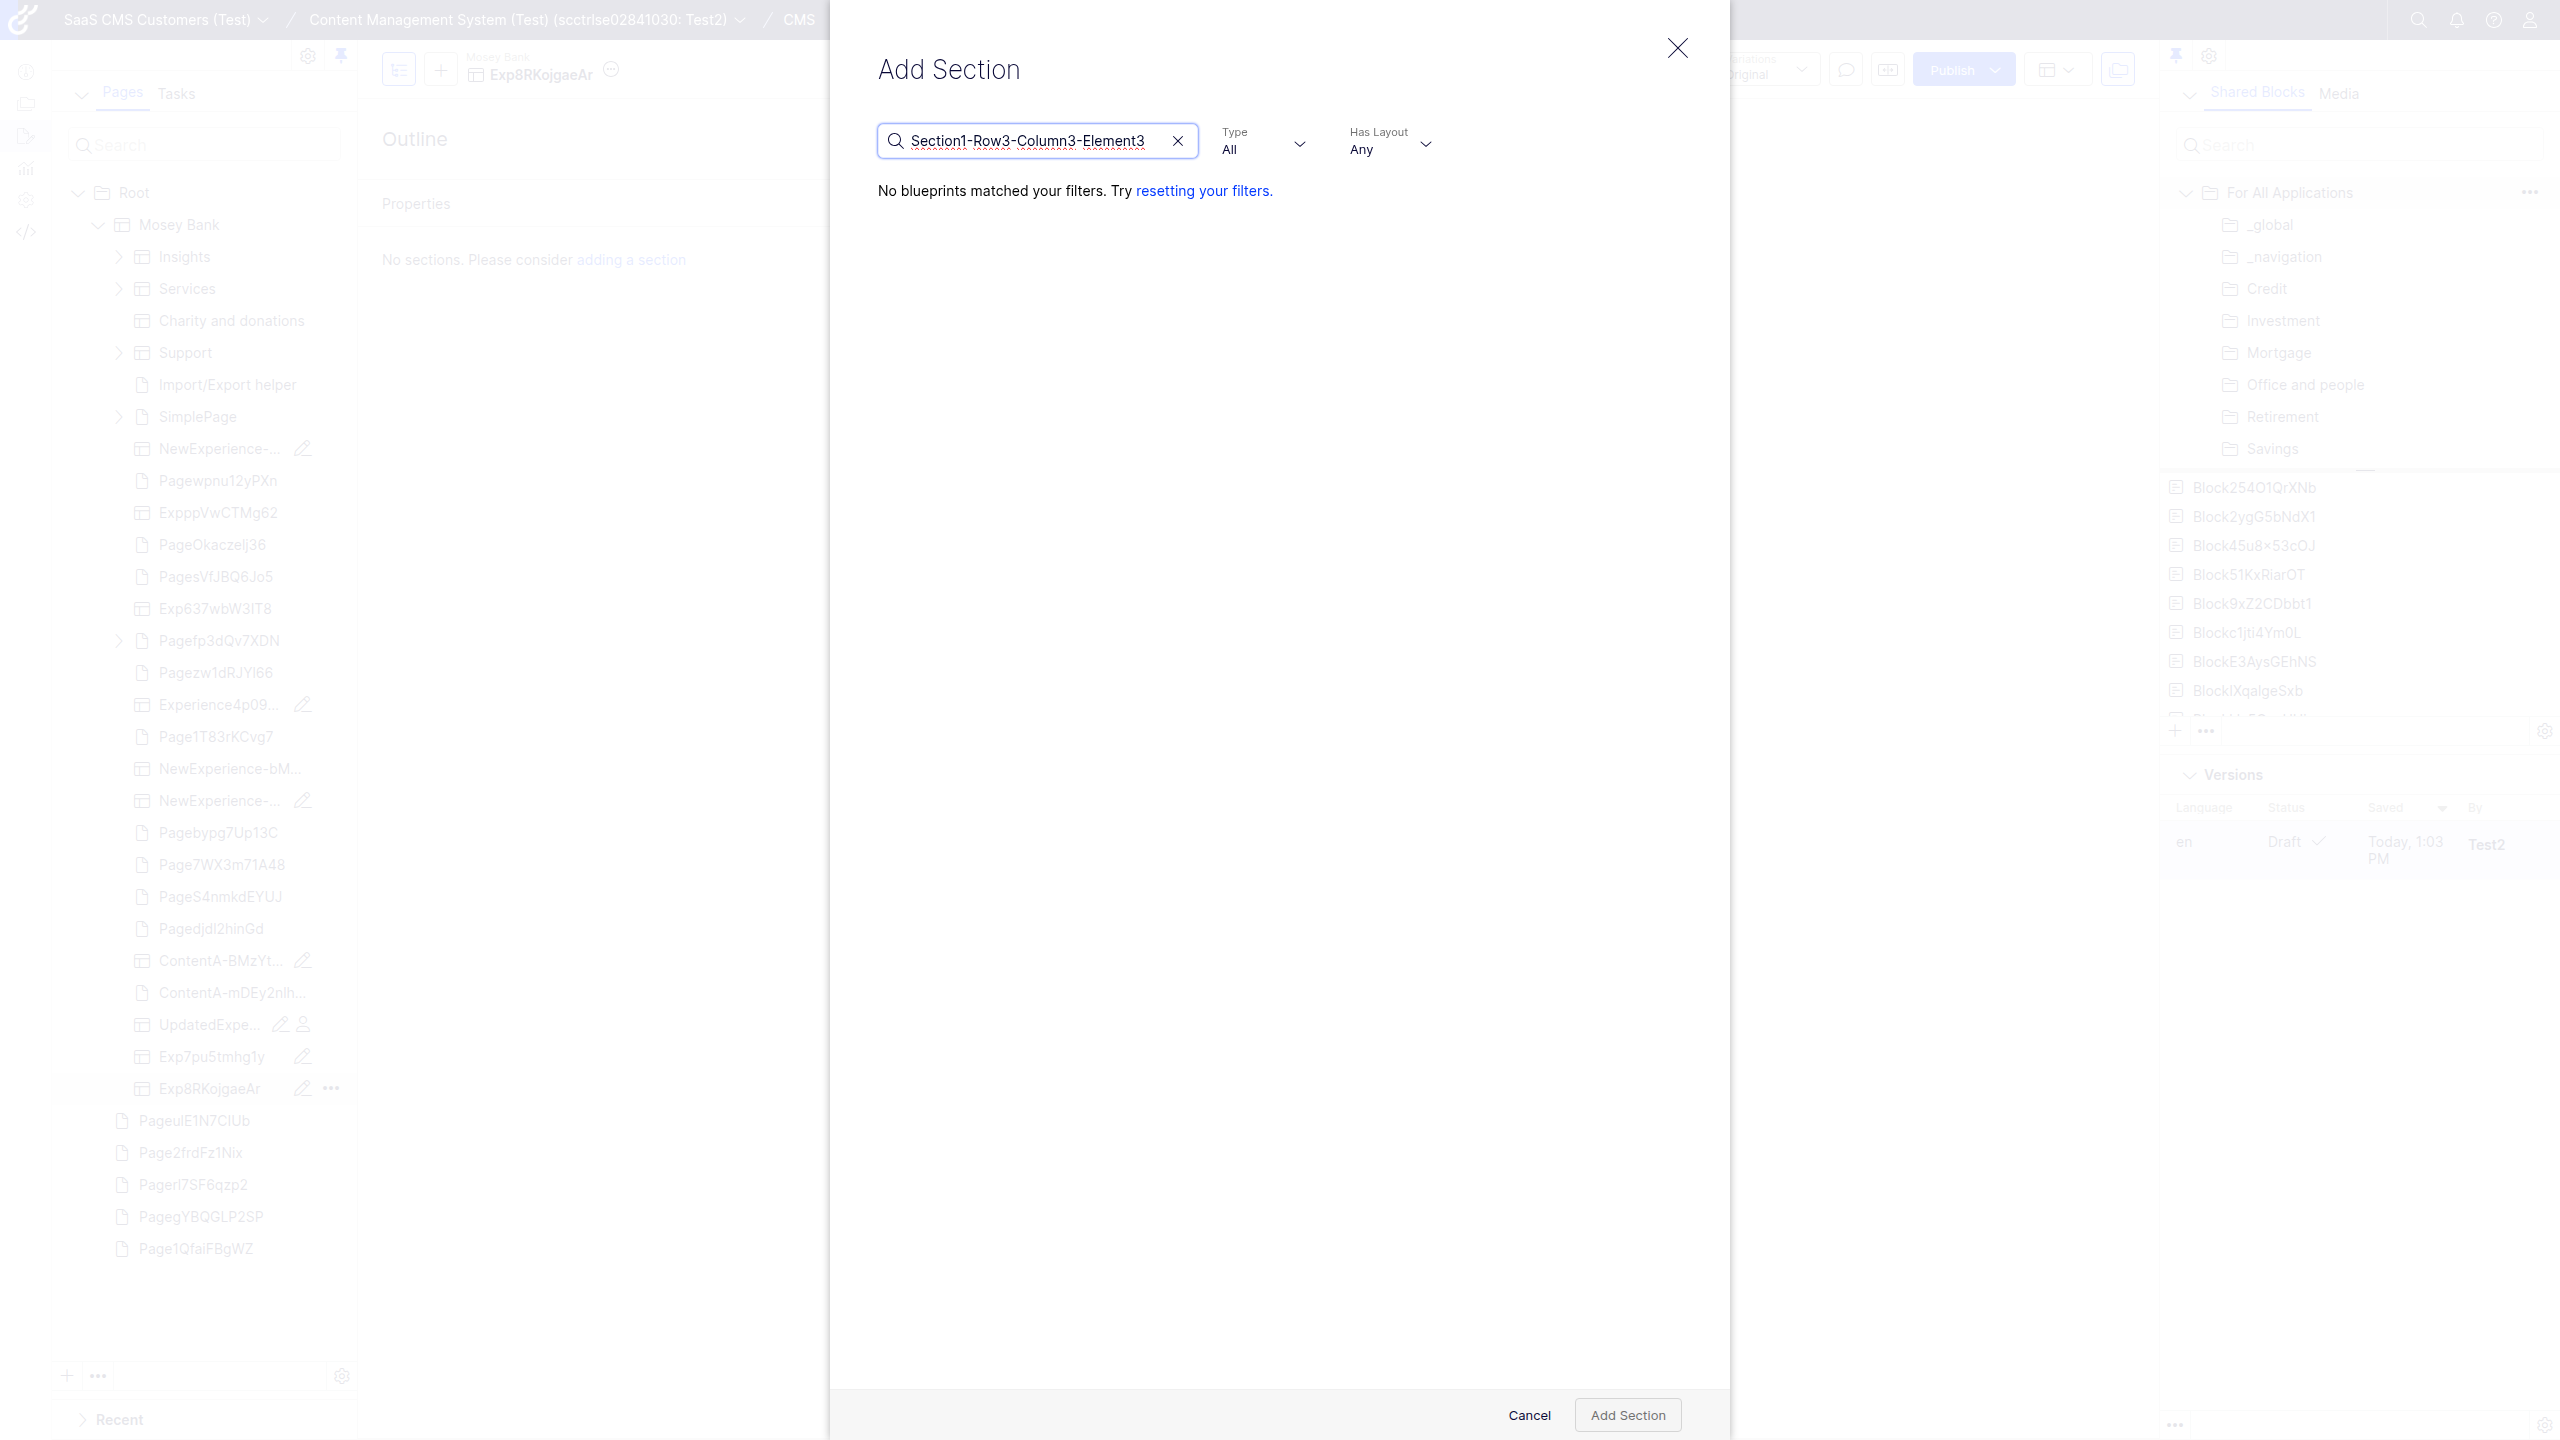 SaaS CMS Customers (Test) / Content Management System (Test) (scctrlse02841030: Test2) / CMS
Pages Tasks
Search
Root
Mosey Bank
Insights
Services
Charity and donations
Support
Import/Export helper
SimplePage
NewExperience-...
Pagewpnu12yPXn
ExpppVwCTMg62
PageOkaczelj36
PagesVfJBQ6Jo5
Exp637wbW3IT8
Pagefp3dQv7XDN
Pagezw1dRJYl66
Experience4p09...
Page1T83rKCvg7
NewExperience-bM...
NewExperience-...
Pagebypg7Up13C
Page7WX3m71A48
PageS4nmkdEYUJ
Pagedjdl2hinGd
ContentA-BMzYt...
ContentA-mDEy2nlh...
UpdatedExpe...
Exp7pu5tmhg1y
Exp8RKojgaeAr
PageulE1N7ClUb
Page2frdFz1Nix
Pagerl7SF6qzp2
PagegYBQGLP2SP
Page1QfaiFBgWZ
Recent
Mosey Bank
Exp8RKojgaeAr
Outline
Properties
No sections. Please consider adding a section
Add Section
Section1-Row3-Column3-Element3
Type
All
Has Layout
Any
No blueprints matched your filters. Try resetting your filters.
Cancel
Add Section
Original
Publish
Shared Blocks Media
Search
For All Applications
_global
_navigation
Credit
Investment
Mortgage
Office and people
Retirement
Savings
Block254O1QrXNb
Block2ygG5bNdX1
Block45u8x53cOJ
Block51KxRiarOT
Block9xZ2CDbbt1
Blockc1jti4Ym0L
BlockE3AysGEhNS
BlockIXqaIgeSxb
Versions
Language Status Saved By
en Draft Today, 1:03 PM Test2